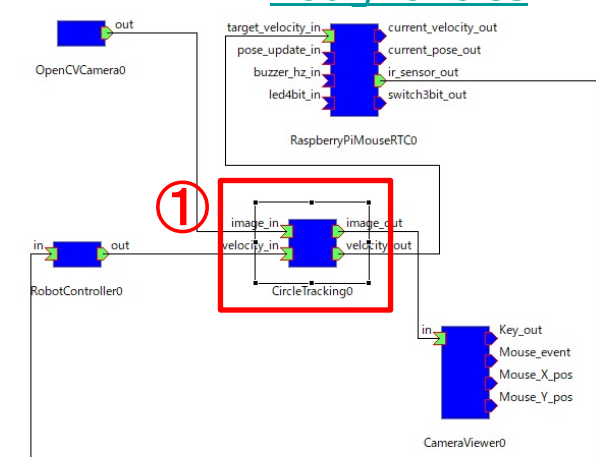 out
OpenCVCamera0
target_velocity_in
pose_update_in
buzzer_hz_in
led4bit_in
current_velocity_out
current_pose_out
ir_sensor_out
switch3bit_out
RaspberryPiMouseRTC0
①
image_in
velocity_in
image_out
velocity_out
CircleTracking0
in
out
RobotController0
in
Key_out
Mouse_event
Mouse_X_pos
Mouse_Y_pos
CameraViewer0